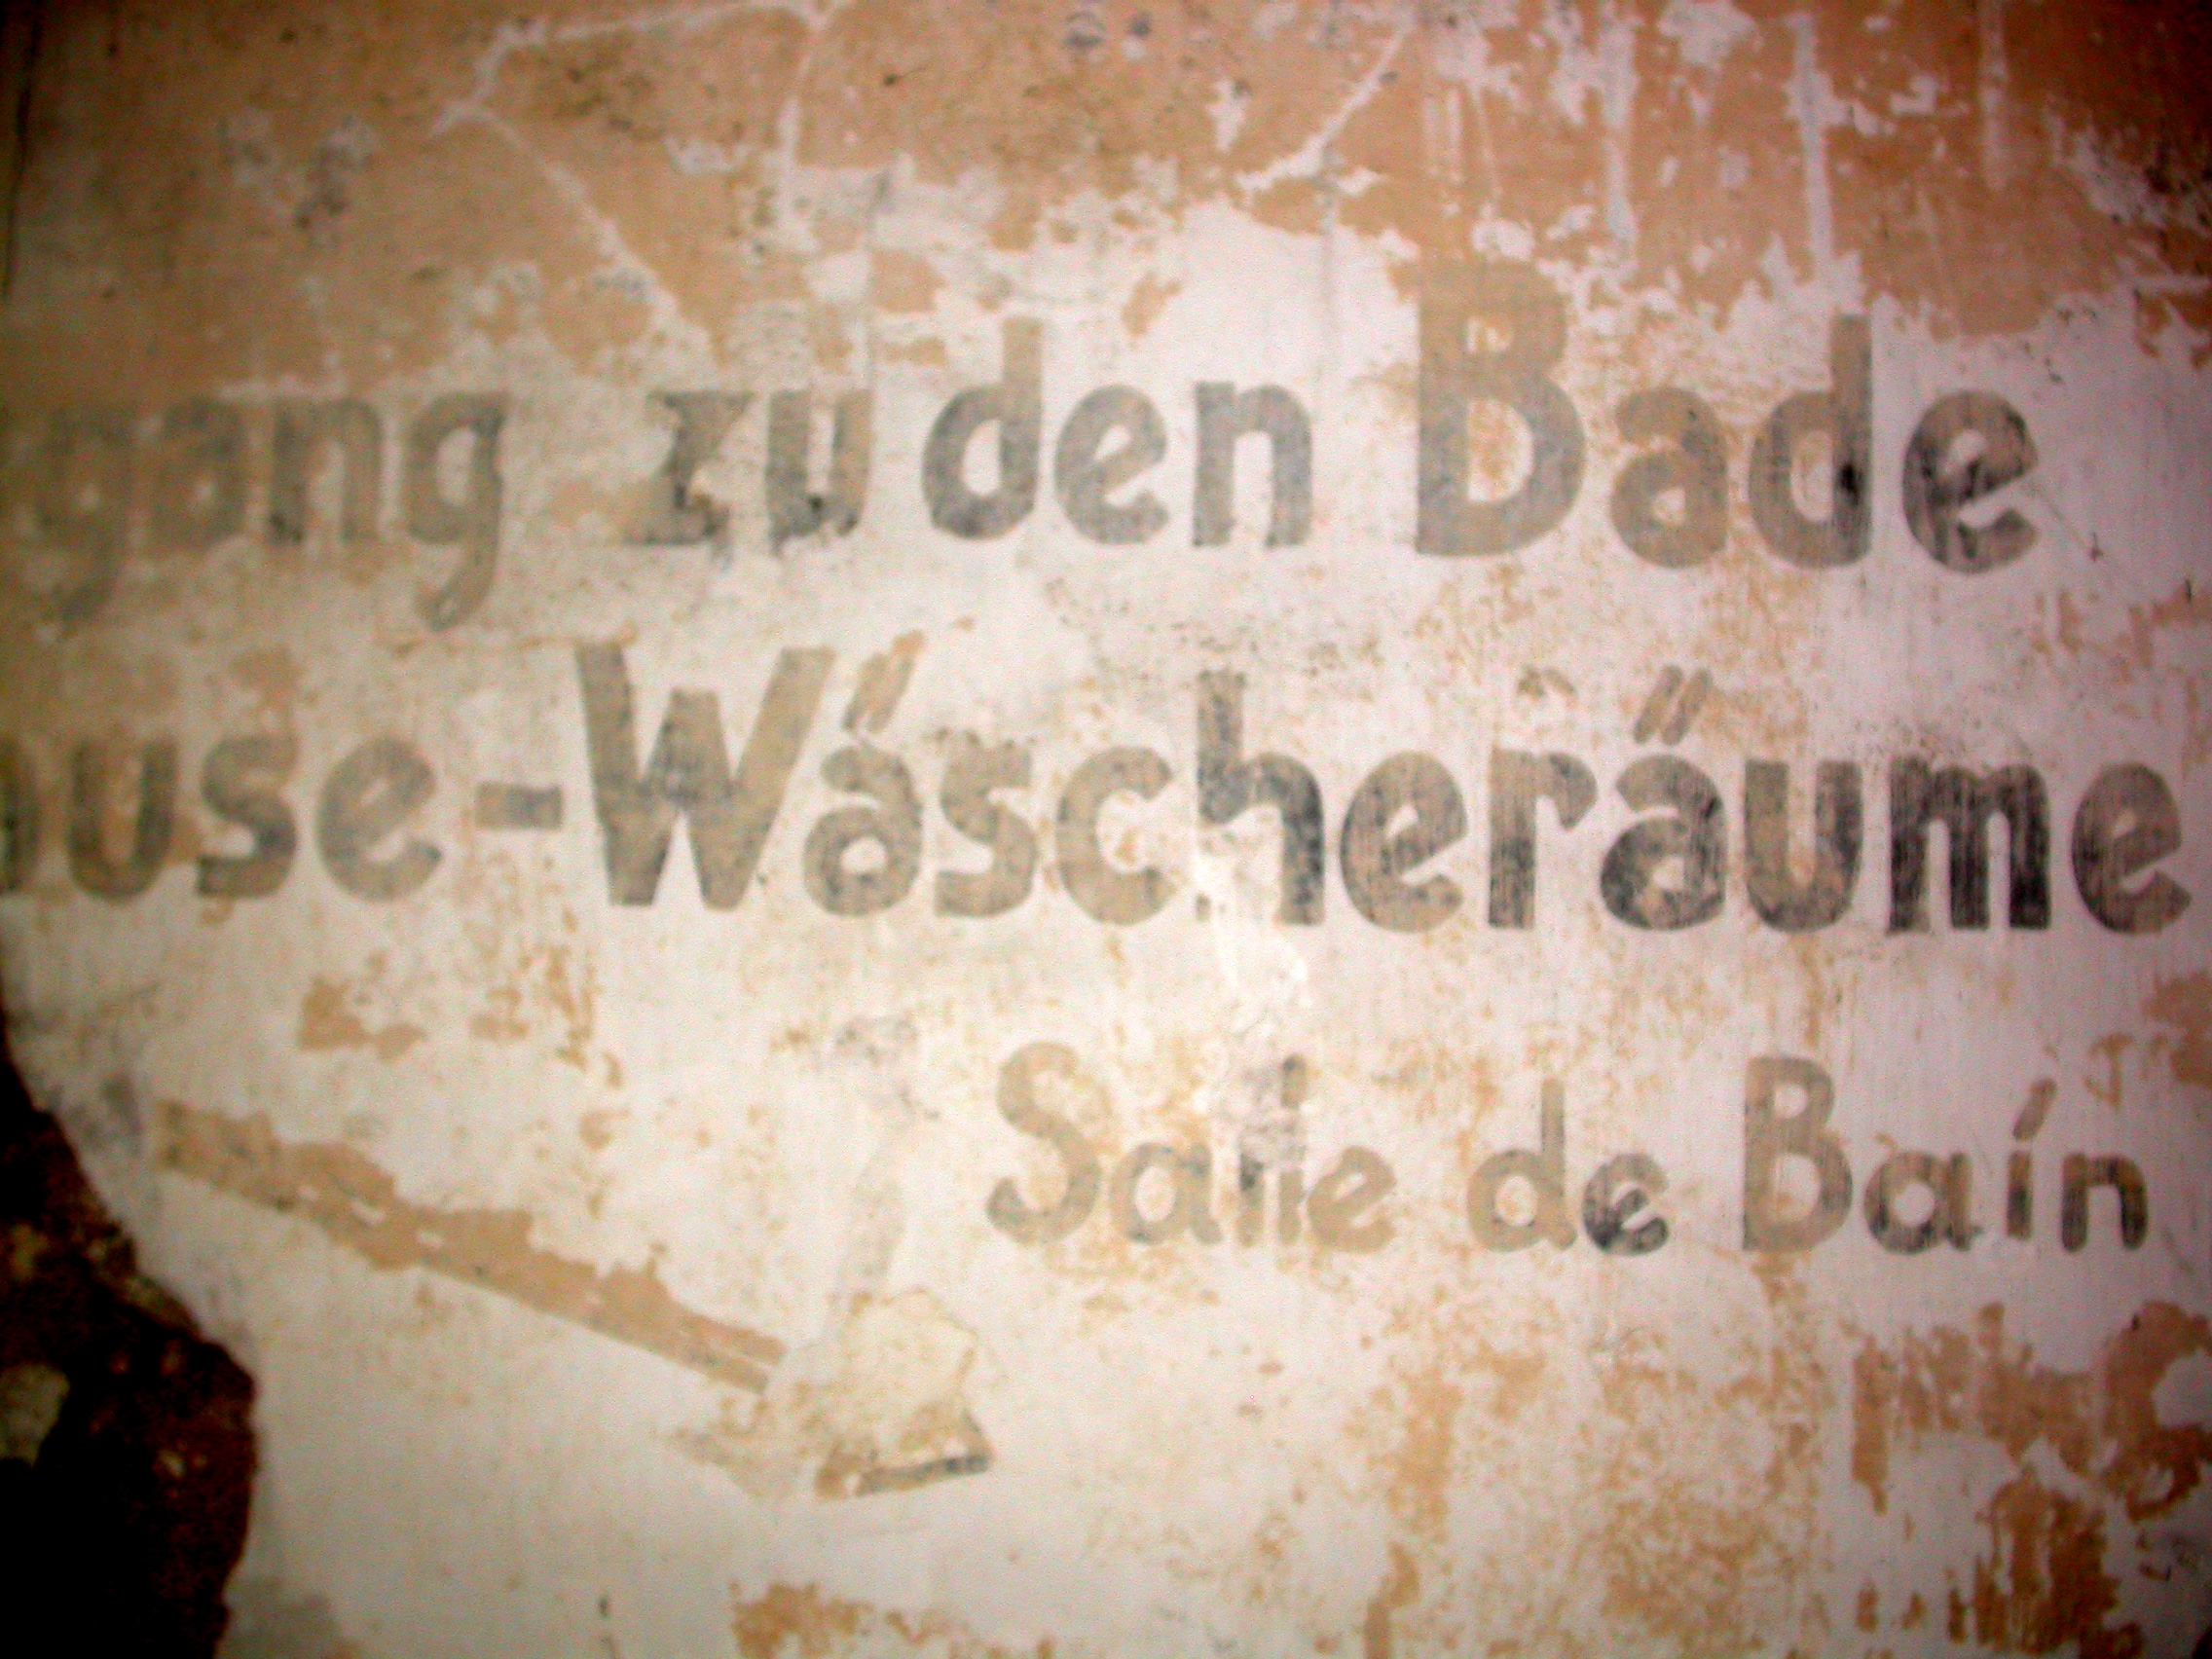 gang zu den Bade
ause-Wäscheräume
Salle de Bain